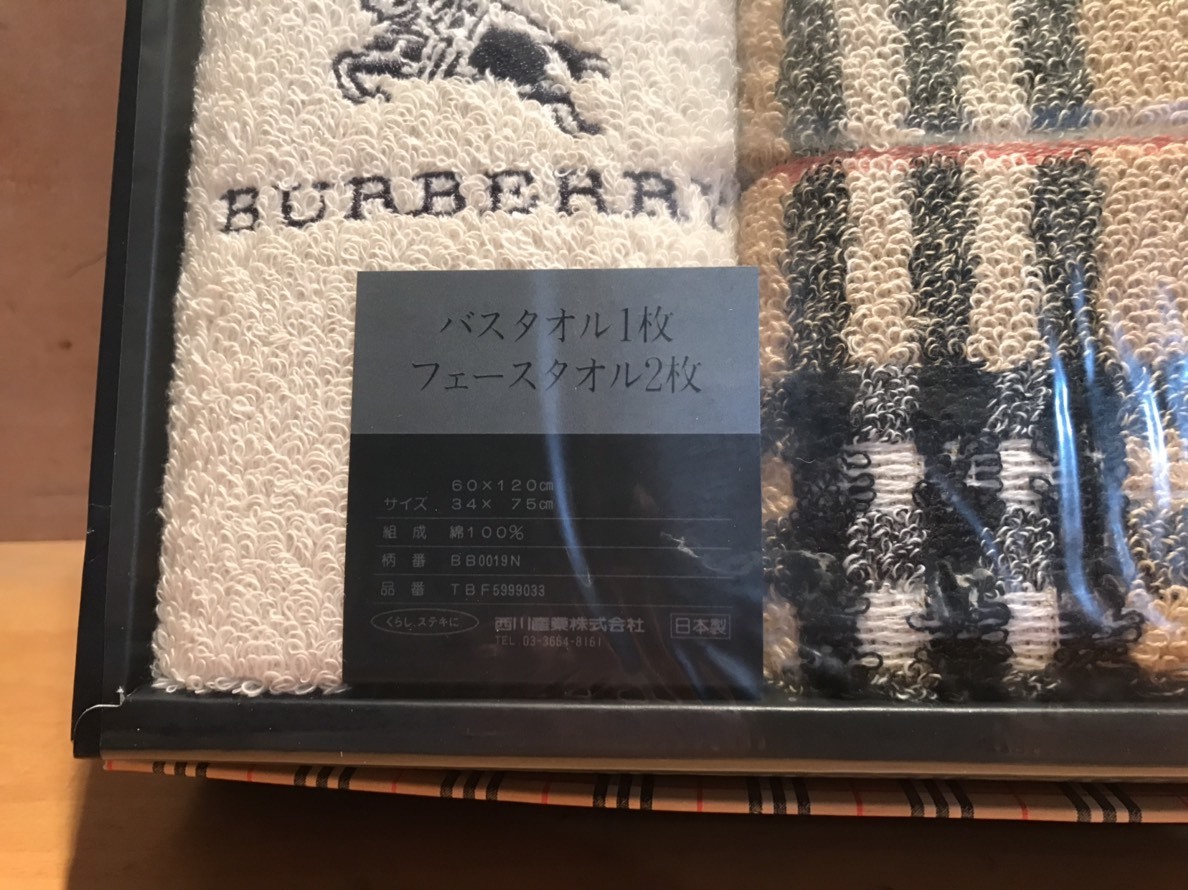 BURBERRY
バスタオル1枚
フェースタオル2枚
60×120㎝
サイズ. 34× 75㎝
組 成 綿100%
柄 番 BB0019N
品 番 TBF5999033
くらし、ステキに 西川産業株式会社 日本製
TEL 03-3664-8161